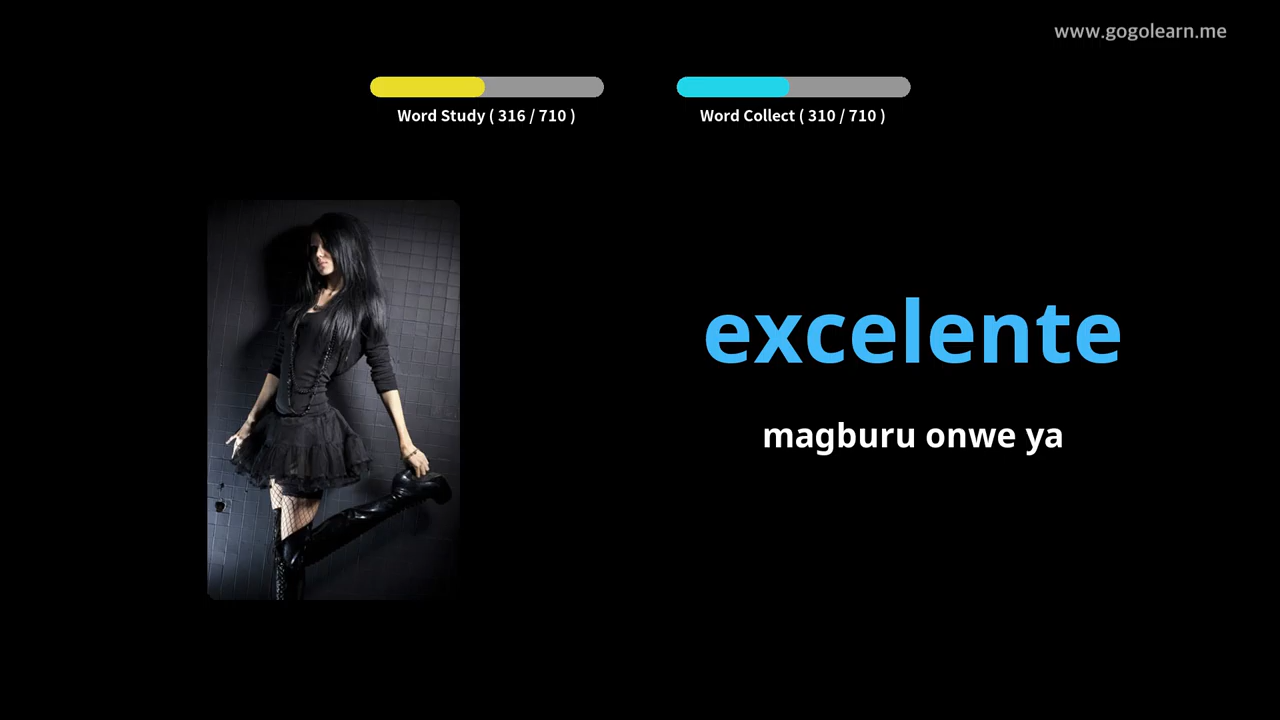 www.gogolearn.me
Word Study ( 316 / 710 )
Word Collect ( 310 / 710 )
excelente
magburu onwe ya